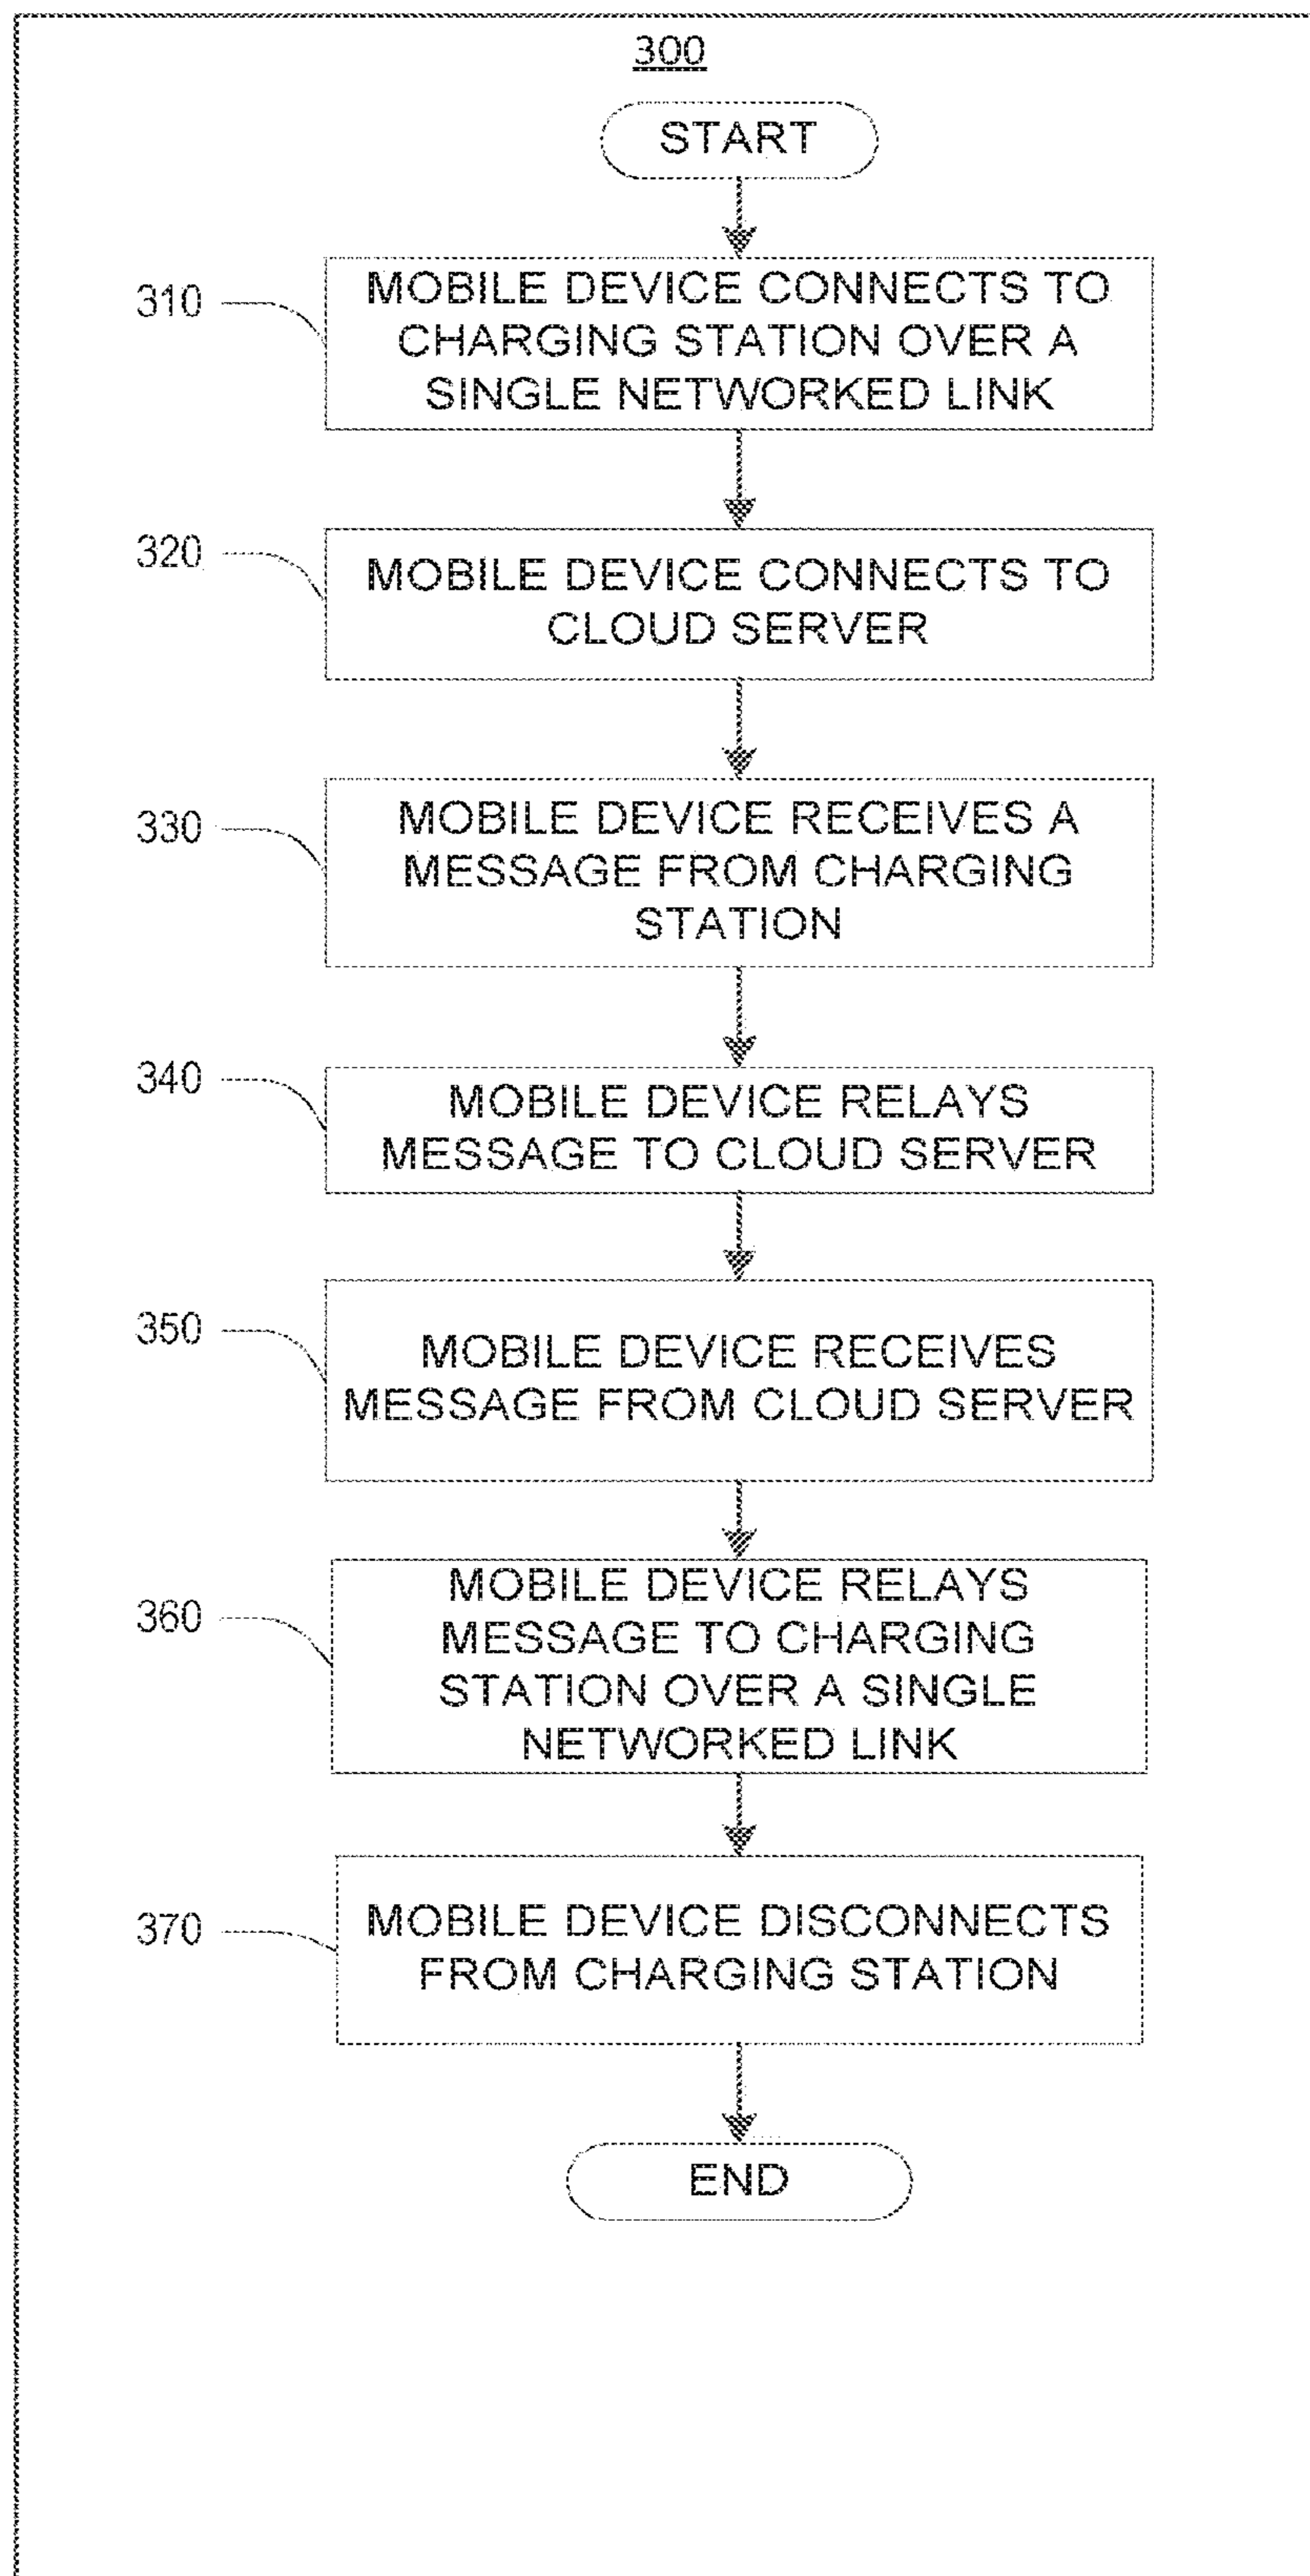 300
START
310
MOBILE DEVICE CONNECTS TO
CHARGING STATION OVER A
SINGLE NETWORKED LINK
320
MOBILE DEVICE CONNECTS TO
CLOUD SERVER
330
MOBILE DEVICE RECEIVES A
MESSAGE FROM CHARGING
STATION
340
MOBILE DEVICE RELAYS
MESSAGE TO CLOUD SERVER
350
MOBILE DEVICE RECEIVES
MESSAGE FROM CLOUD SERVER
360
MOBILE DEVICE RELAYS
MESSAGE TO CHARGING
STATION OVER A SINGLE
NETWORKED LINK
370
MOBILE DEVICE DISCONNECTS
FROM CHARGING STATION
END